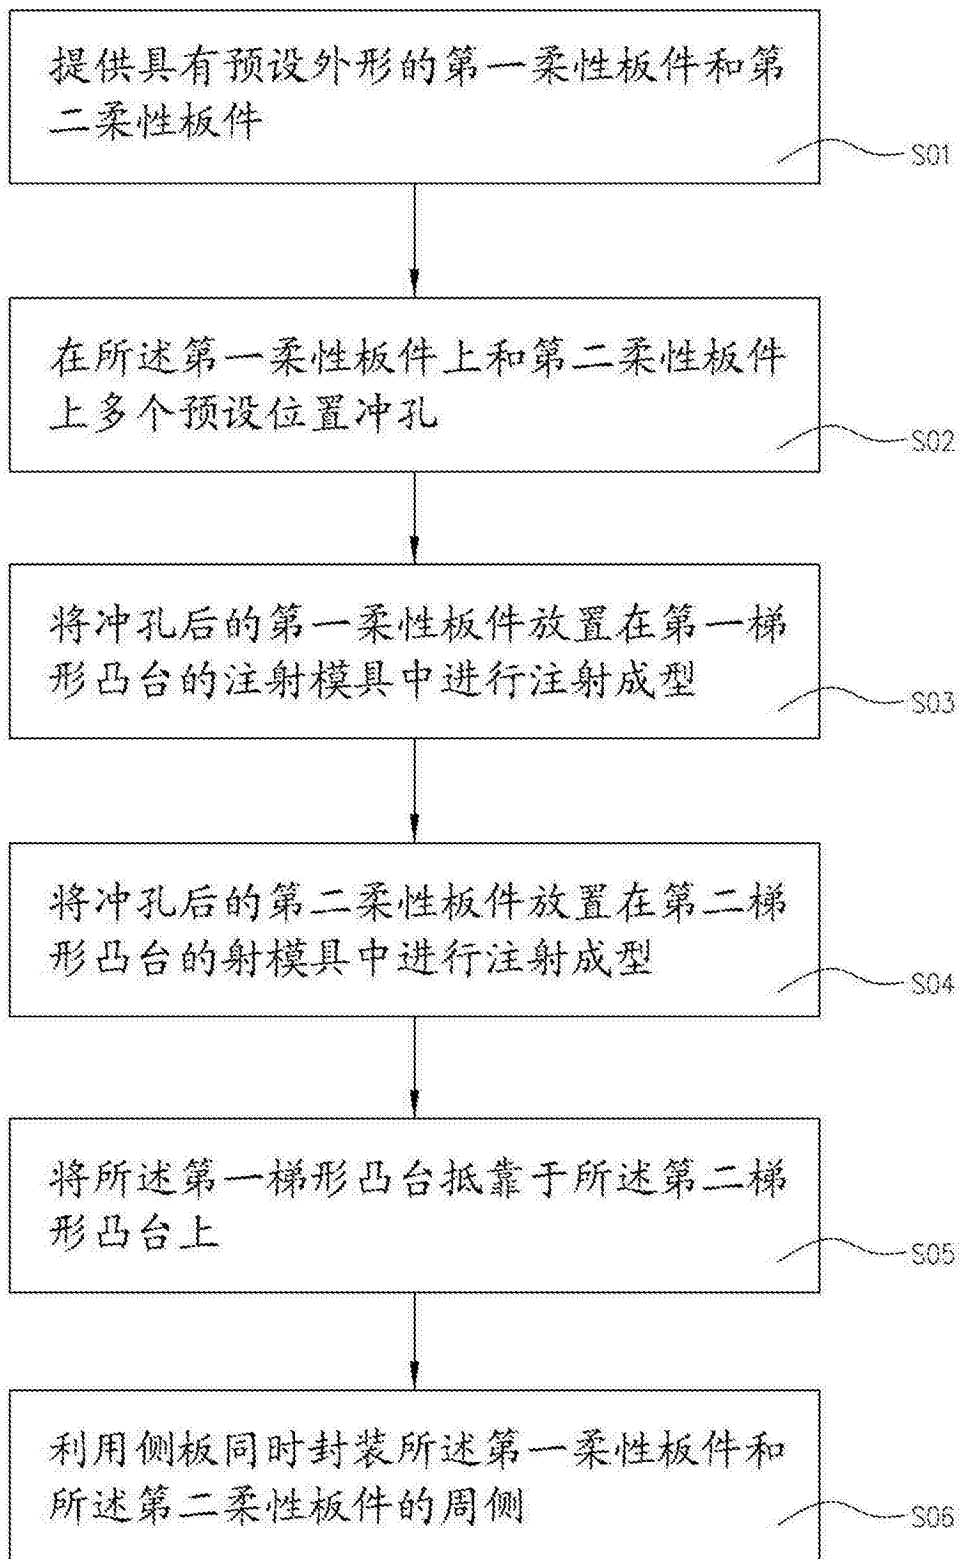 提供具有预设外形的第一柔性板件和第
二柔性板件
S01
在所述第一柔性板件上和第二柔性板件
上多个预设位置冲孔
S02
将冲孔后的第一柔性板件放置在第一梯
形凸台的注射模具中进行注射成型
S03
将冲孔后的第二柔性板件放置在第二梯
形凸台的射模具中进行注射成型
S04
将所述第一梯形凸台抵靠于所述第二梯
形凸台上
S05
利用侧板同时封装所述第一柔性板件和
所述第二柔性板件的周侧
S06